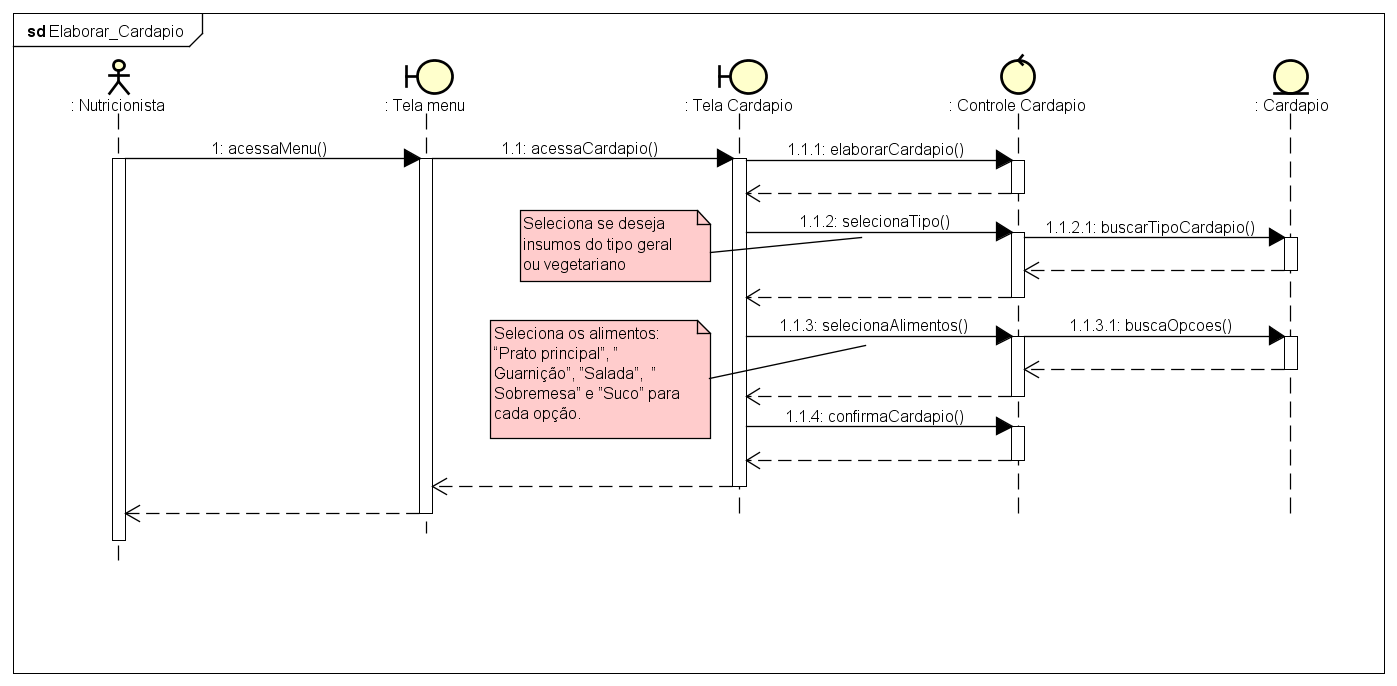 sd Elaborar_Cardapio
: Nutricionista
: Tela menu
: Tela Cardapio
: Controle Cardapio
: Cardapio
1: acessaMenu()
1.1: acessaCardapio()
1.1.1: elaborarCardapio()
Seleciona se deseja
insumos do tipo geral
ou vegetariano
1.1.2: selecionaTipo()
1.1.2.1: buscarTipoCardapio()
Seleciona os alimentos:
“Prato principal”, ”
Guarnição”, ”Salada”,  ”
Sobremesa” e ”Suco” para
cada opção.
1.1.3: selecionaAlimentos()
1.1.3.1: buscaOpcoes()
1.1.4: confirmaCardapio()